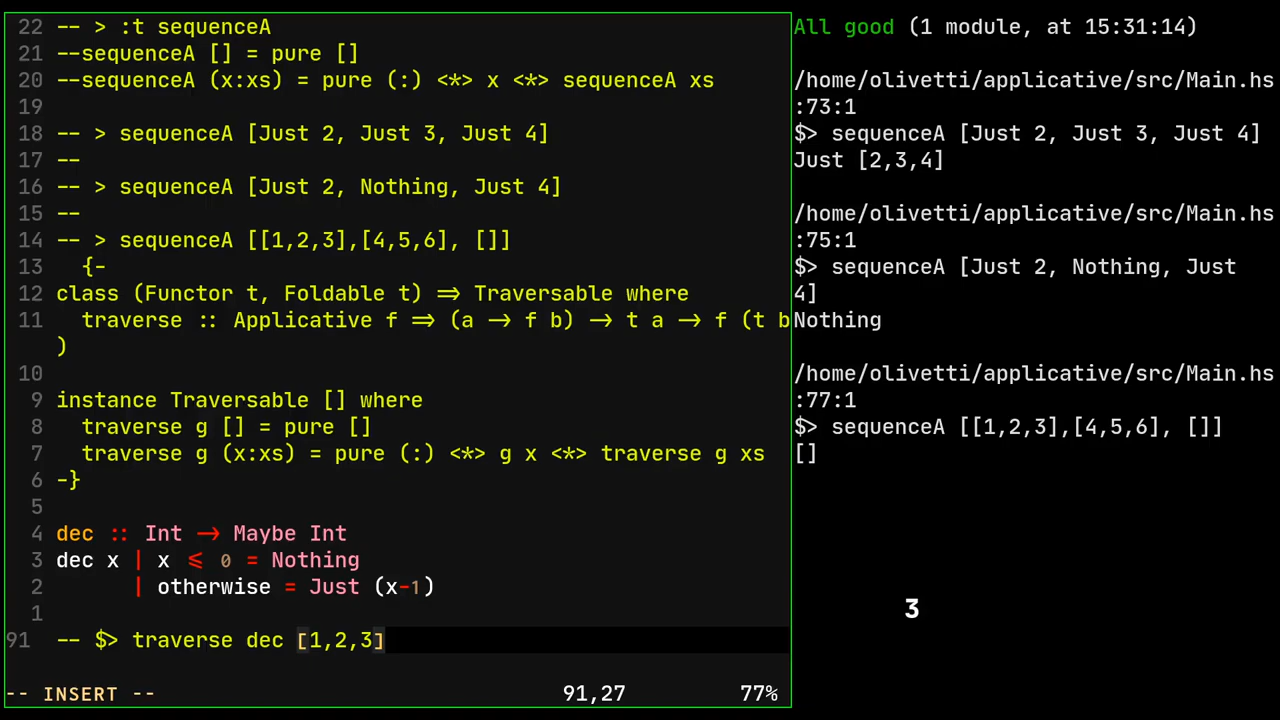 22 -- > :t sequenceA
21 --sequenceA [] = pure []
20 --sequenceA (x:xs) = pure (:) <*> x <*> sequenceA xs
19
18 -- > sequenceA [Just 2, Just 3, Just 4]
17 --
16 -- > sequenceA [Just 2, Nothing, Just 4]
15 --
14 -- > sequenceA [[1,2,3],[4,5,6], []]
13   {-
12 class (Functor t, Foldable t) => Traversable where
11   traverse :: Applicative f => (a -> f b) -> t a -> f (t b
)
10
9 instance Traversable [] where
8   traverse g [] = pure []
7   traverse g (x:xs) = pure (:) <*> g x <*> traverse g xs
6 -}
5
4 dec :: Int -> Maybe Int
3 dec x | x <= 0 = Nothing
2       | otherwise = Just (x-1)
1
91 -- $> traverse dec [1,2,3]
-- INSERT -- 91,27 77%
All good (1 module, at 15:31:14)
/home/olivetti/applicative/src/Main.hs
:73:1
$> sequenceA [Just 2, Just 3, Just 4]
Just [2,3,4]
/home/olivetti/applicative/src/Main.hs
:75:1
$> sequenceA [Just 2, Nothing, Just
4]
Nothing
/home/olivetti/applicative/src/Main.hs
:77:1
$> sequenceA [[1,2,3],[4,5,6], []]
[]
3